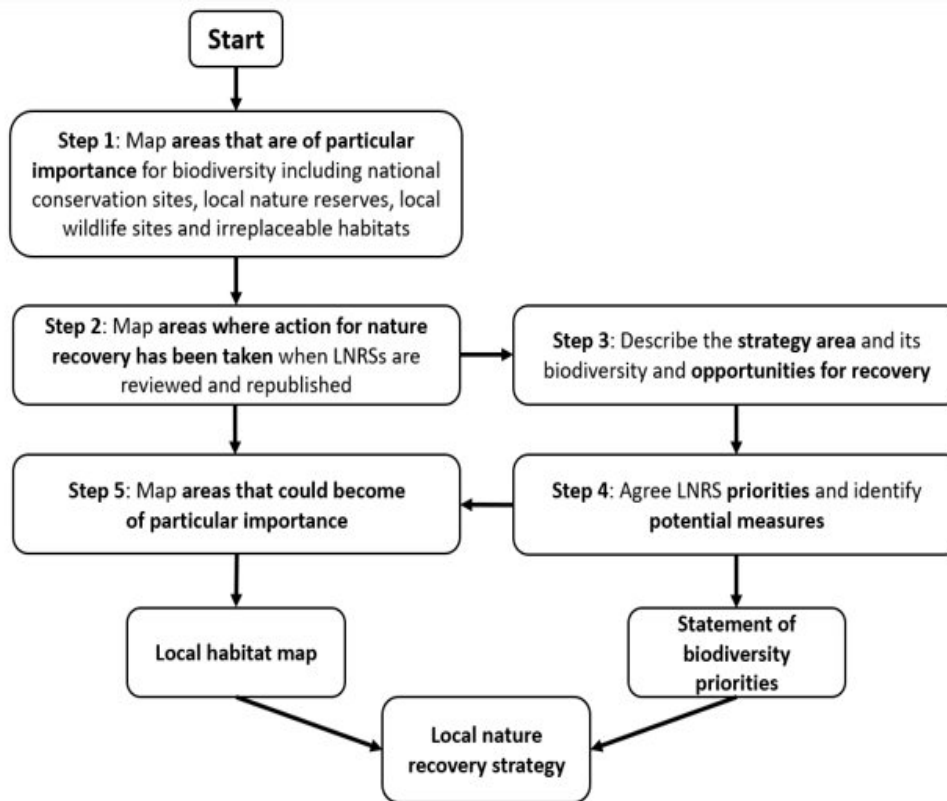 Start
Step 1: Map areas that are of particular
importance for biodiversity including national
conservation sites, local nature reserves, local
wildlife sites and irreplaceable habitats
Step 2: Map areas where action for nature
recovery has been taken when LNRSs are
reviewed and republished
Step 3: Describe the strategy area and its
biodiversity and opportunities for recovery
Step 4: Agree LNRS priorities and identify
potential measures
Step 5: Map areas that could become
of particular importance
Local habitat map
Statement of
biodiversity
priorities
Local nature
recovery strategy